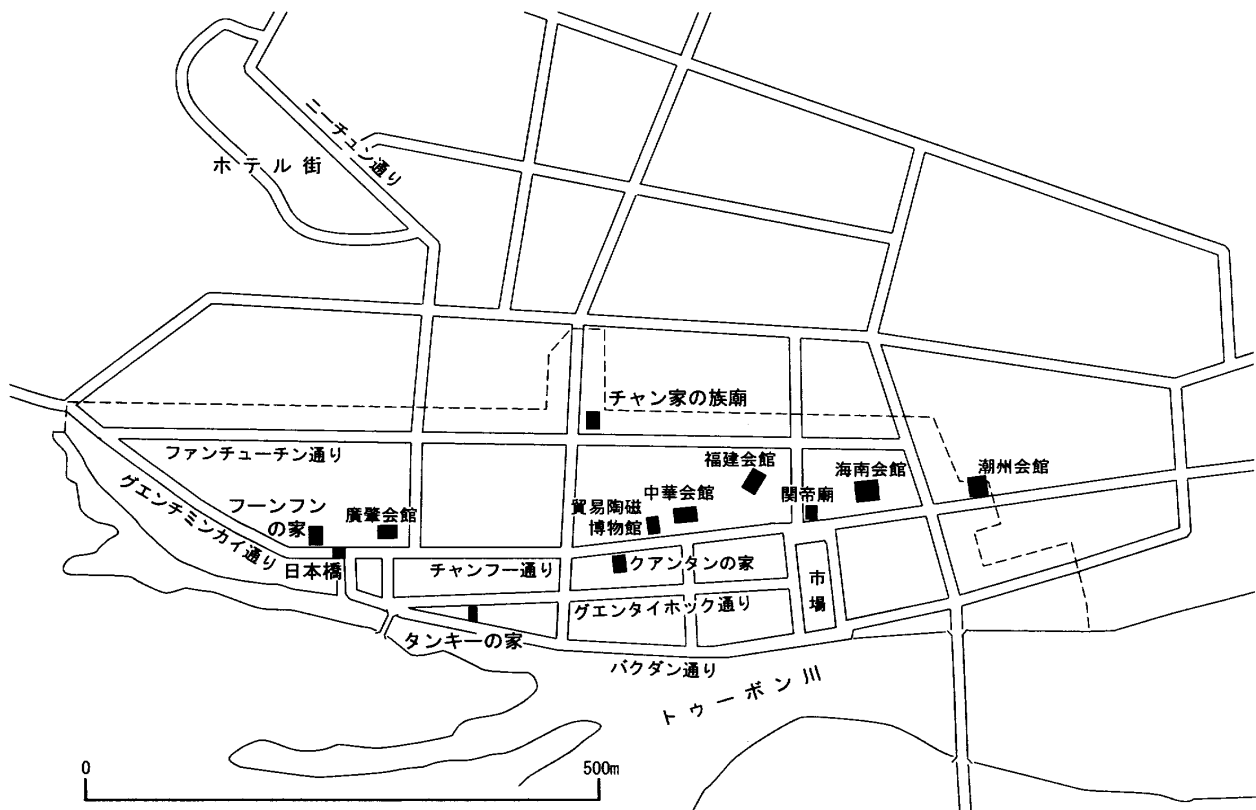 ニーチュン通り
ホテル街
チャン家の族廟
ファンチューチン通り
福建会館
海南会館
潮州会館
グエンチミンカイ通り
フーンフン
の家
廣肇会館
貿易陶磁
博物館
中華会館
関帝廟
日本橋
チャンフー通り
クアンタンの家
市場
グエンタイホック通り
タンキーの家
バクダン通り
トゥーボン川
0
500m